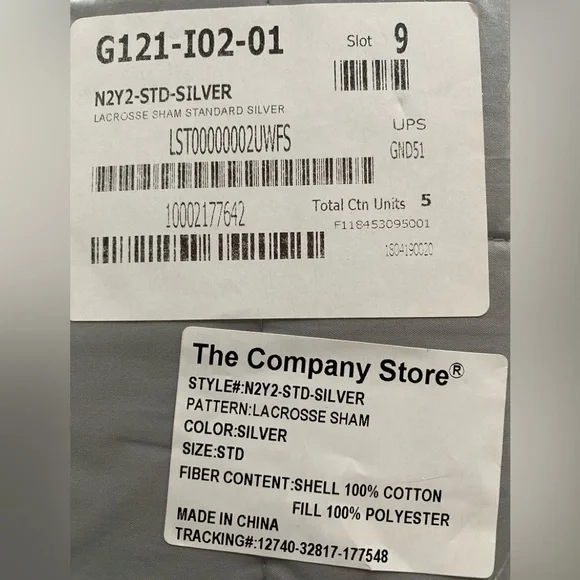 G121-I02-01
Slot 9
N2Y2-STD-SILVER
LACROSSE SHAM STANDARD SILVER
LST00000002UWFS
UPS
GND51
10002177642
Total Ctn Units 5
F118453095001
1804190020
The Company Store®
STYLE#:N2Y2-STD-SILVER
PATTERN:LACROSSE SHAM
COLOR:SILVER
SIZE:STD
FIBER CONTENT:SHELL 100% COTTON
FILL 100% POLYESTER
MADE IN CHINA
TRACKING#:12740-32817-177548